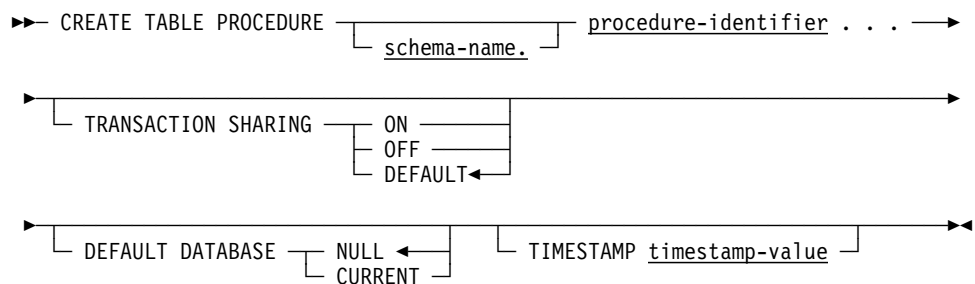 CREATE TABLE PROCEDURE schema-name. procedure-identifier . . .
TRANSACTION SHARING ON
OFF
DEFAULT
DEFAULT DATABASE NULL TIMESTAMP timestamp-value
CURRENT